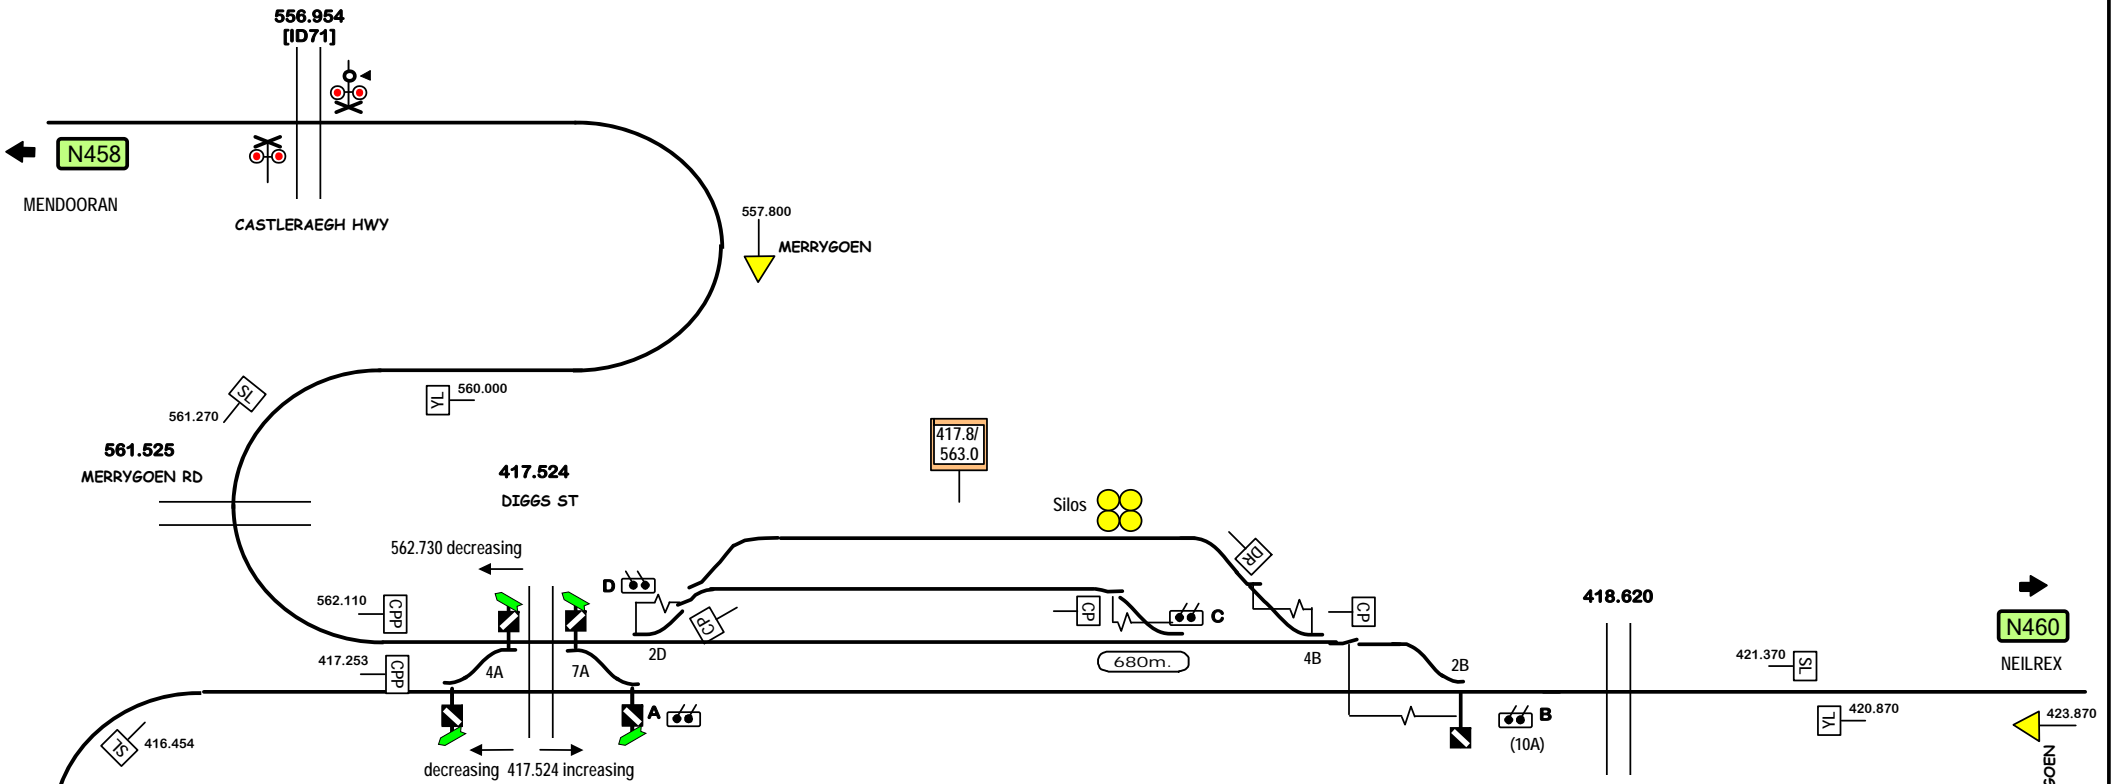 556.954
[ID71]
N458
MENDOORAN
CASTLERAEGH HWY
557.800
MERRYGOEN
SL
561.270
YL
560.000
561.525
MERRYGOEN RD
417.524
DIGGS ST
417.8/
563.0
Silos
562.730 decreasing
D
DR
562.110
CPP
CP
CP
C
CP
418.620
N460
NEILREX
417.253
CPP
4A
7A
2D
680m.
4B
2B
421.370
SL
SL
416.454
A
B
(10A)
YL
420.870
423.870
GOEN
decreasing 417.524 increasing